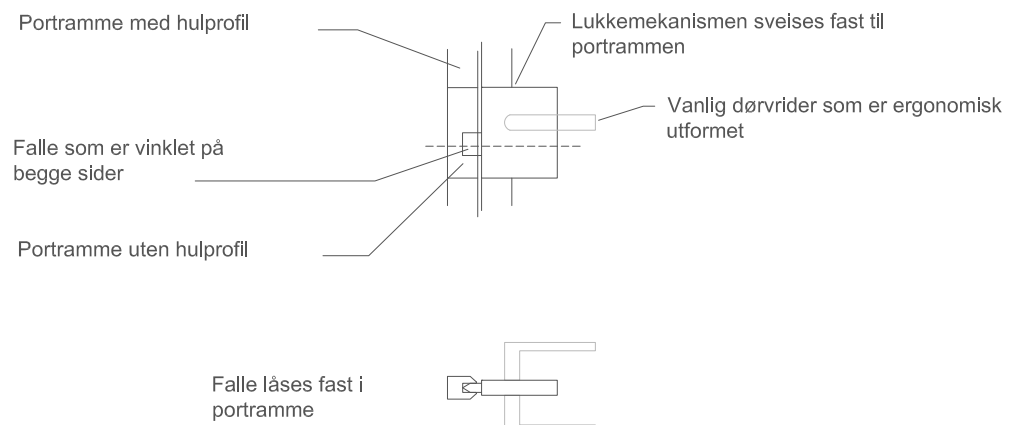 Portramme med hulprofil
Lukkemekanismen sveises fast til
portrammen
Vanlig dørvrider som er ergonomisk
utformet
Falle som er vinklet på
begge sider
Portramme uten hulprofil
Falle låses fast i
portramme